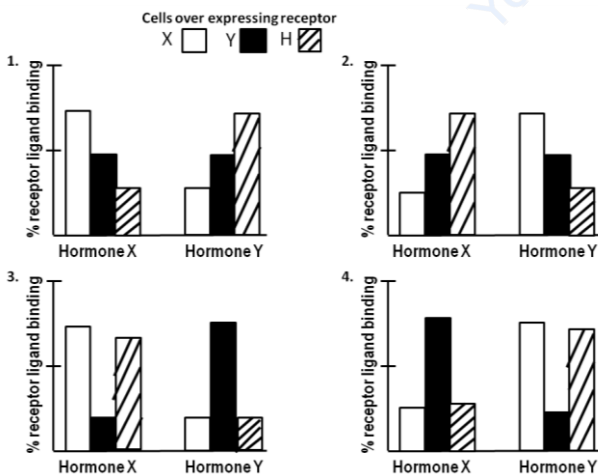 Cells over expressing receptor
X Y H
1.
% receptor ligand binding
Hormone X Hormone Y
2.
% receptor ligand binding
Hormone X Hormone Y
3.
% receptor ligand binding
Hormone X Hormone Y
4.
% receptor ligand binding
Hormone X Hormone Y